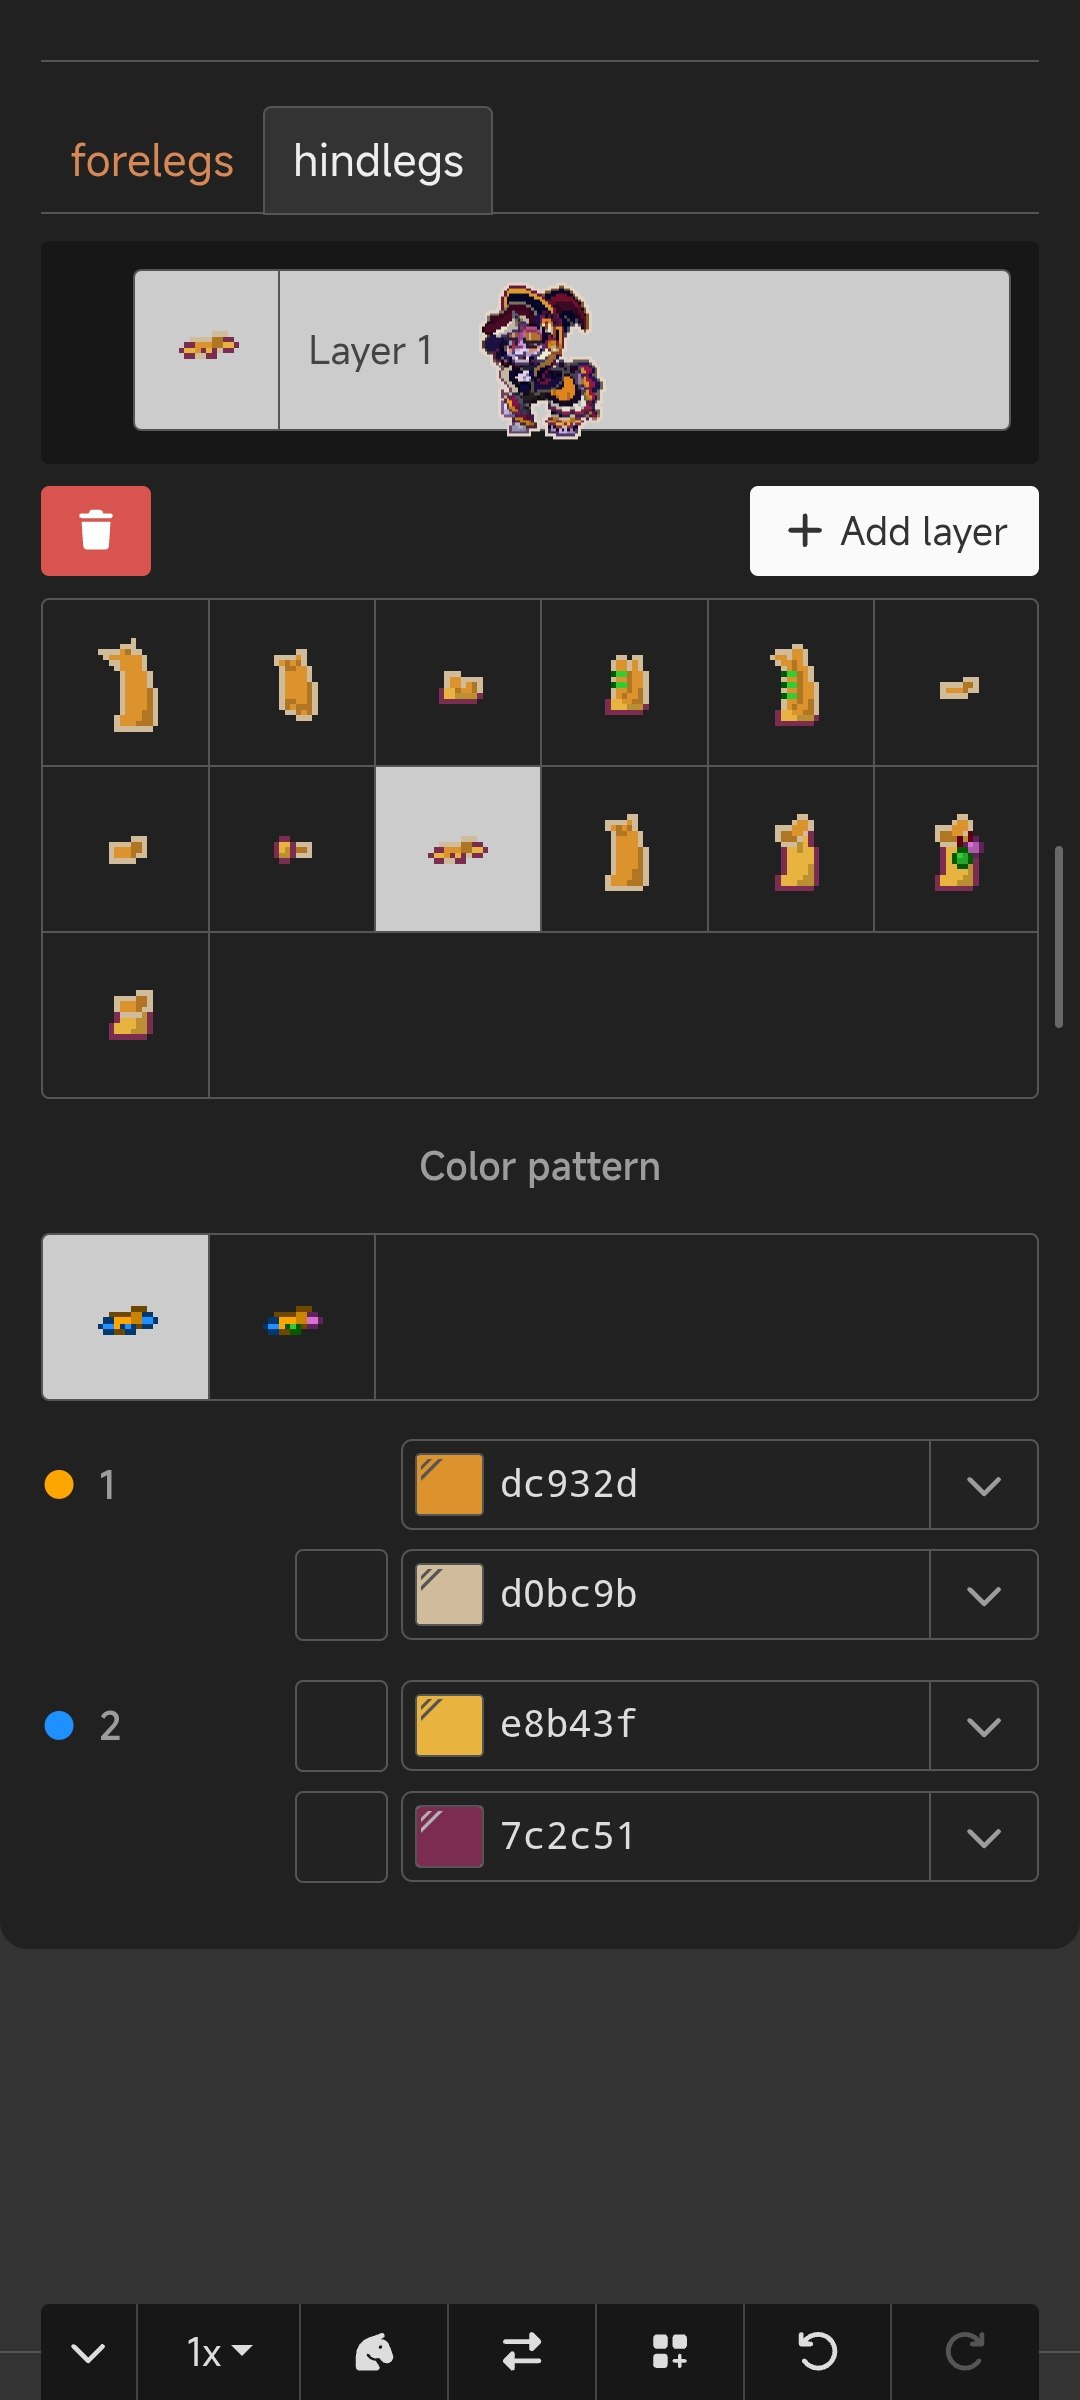 forelegs hindlegs
Layer 1
+ Add layer
Color pattern
1 dc932d
d0bc9b
2 e8b43f
7c2c51
1x